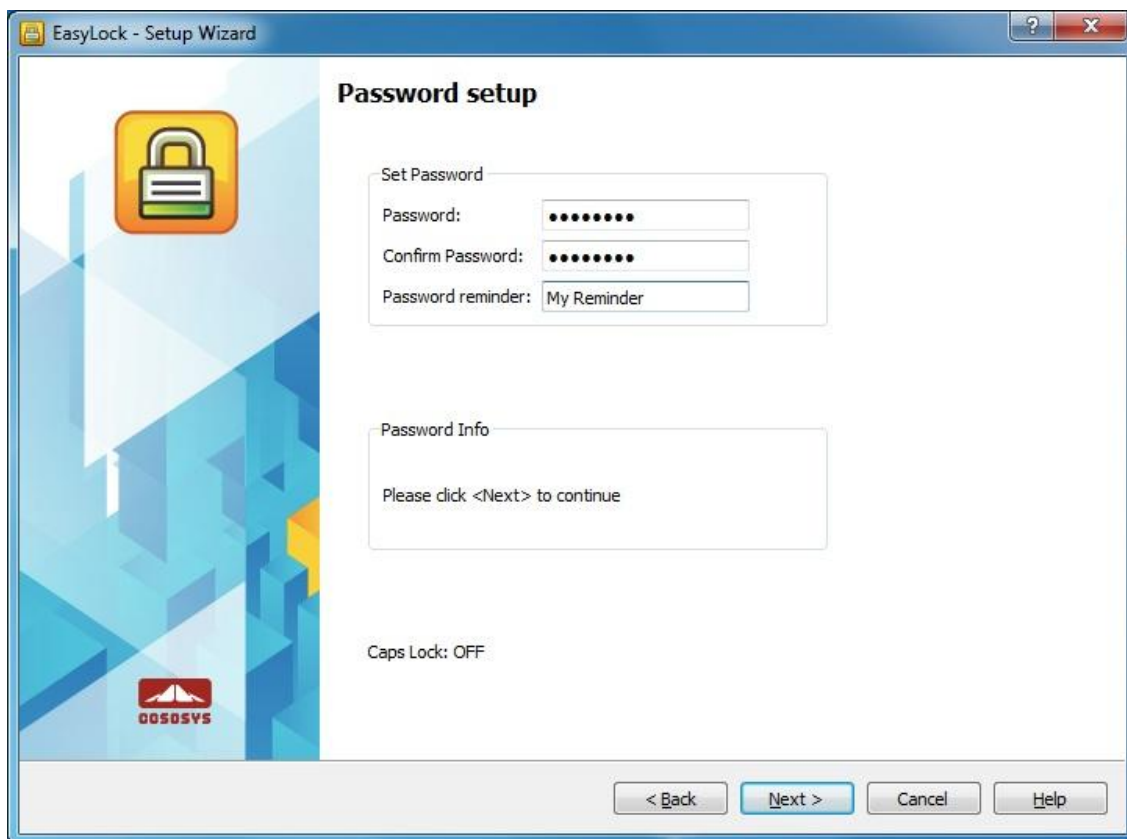 EasyLock - Setup Wizard
?
X
Password setup
Set Password
Password: ●●●●●●●●
Confirm Password: ●●●●●●●●
Password reminder: My Reminder
Password Info
Please click <Next> to continue
Caps Lock: OFF
COSOSYS
< Back
Next >
Cancel
Help